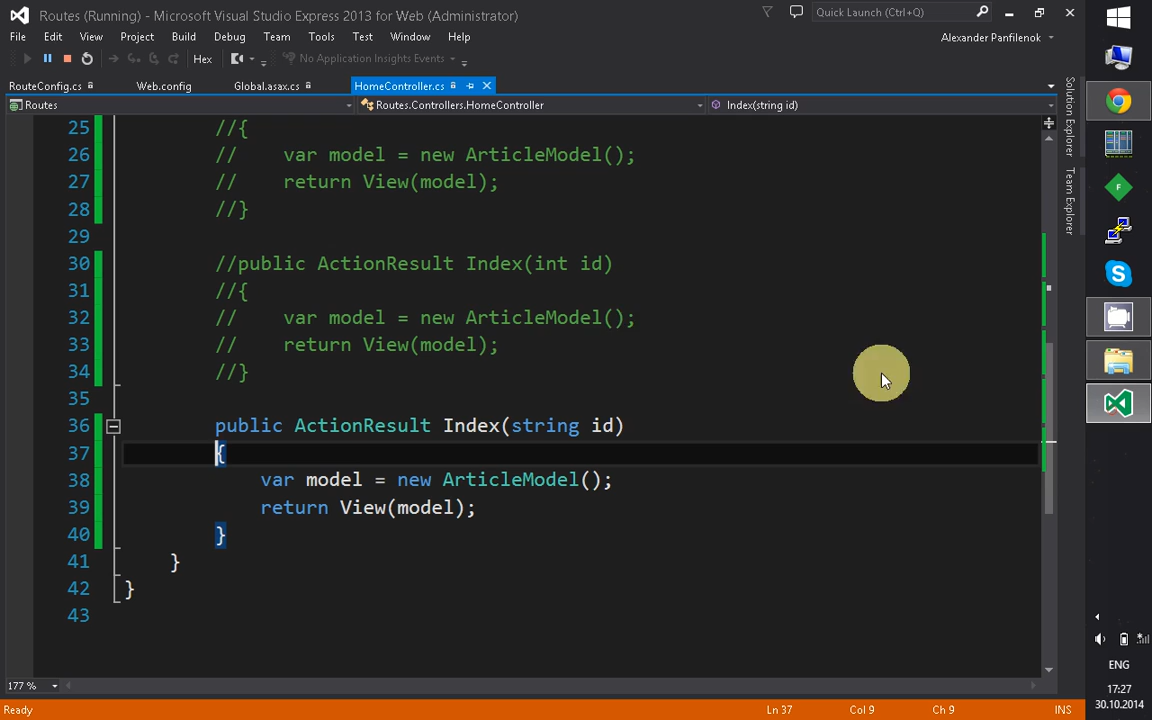 Routes (Running) - Microsoft Visual Studio Express 2013 for Web (Administrator)
Quick Launch (Ctrl+Q)
File Edit View Project Build Debug Team Tools Test Window Help
Alexander Panfilenok
Hex
No Application Insights Events
RouteConfig.cs
Web.config
Global.asax.cs
HomeController.cs
Routes
Routes.Controllers.HomeController
Index(string id)
Solution Explorer
Team Explorer
25 //{
26 // var model = new ArticleModel();
27 // return View(model);
28 //}
29
30 //public ActionResult Index(int id)
31 //{
32 // var model = new ArticleModel();
33 // return View(model);
34 //}
35
36 public ActionResult Index(string id)
37 {
38 var model = new ArticleModel();
39 return View(model);
40 }
41 }
42 }
43
177 %
Ready
Ln 37
Col 9
Ch 9
INS
F
S
ENG
17:27
30.10.2014